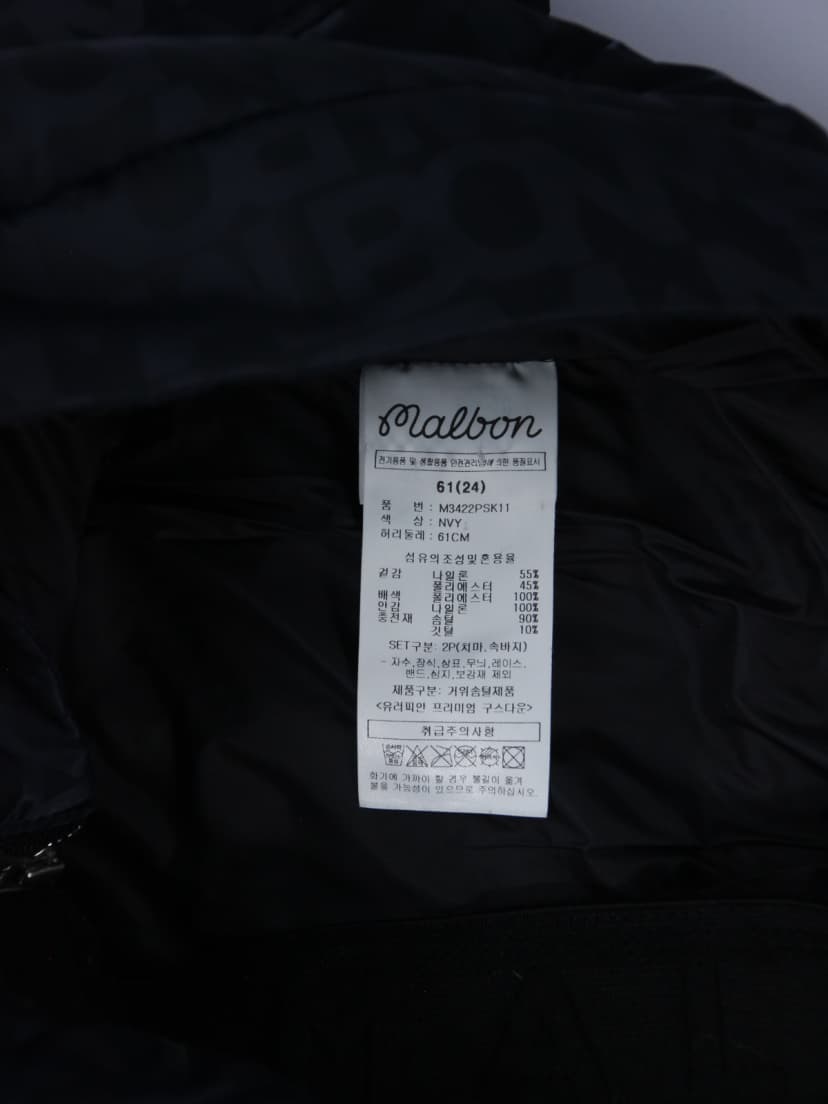 Malbon
전기용품 및 생활용품 안전관리법에 의한 품질표시
61(24)
품 번 : M3422PSK11
색 상 : NVY
허리둘레 : 61CM
섬유의 조성및혼용율
겉감 나일론 55%
폴리에스터 45%
배색 폴리에스터 100%
안감 나일론 100%
충전재 솜털 90%
깃털 10%
SET구분: 2P(치마,속바지)
- 자수,장식,상표,무늬,레이스,
밴드,심지,보강재 제외
제품구분: 거위솜털제품
<유러피안 프리미엄 구스다운>
취급주의사항
화기에 가까이 할 경우 불길이 옮겨
붙을 가능성이 있으므로 주의하십시오.